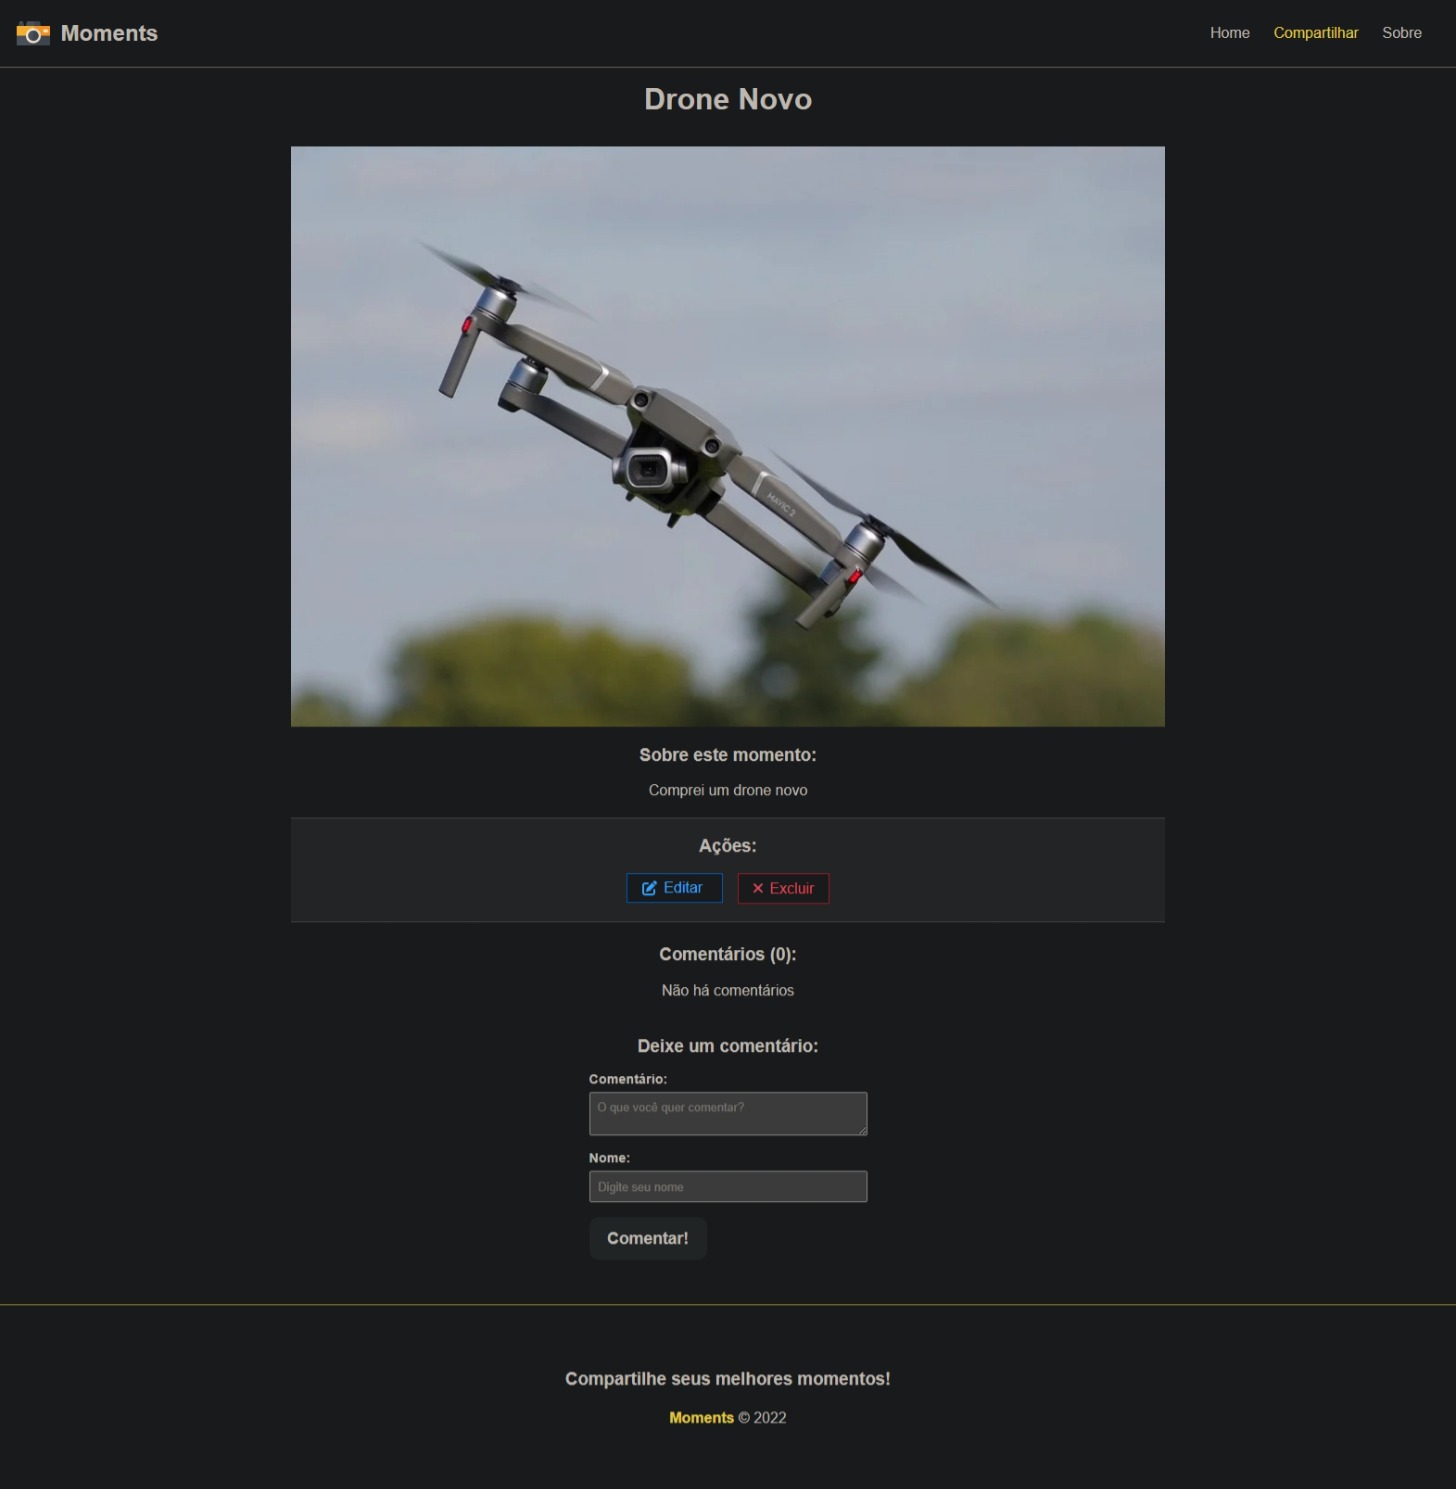 Moments
Home Compartilhar Sobre
Drone Novo
MAVIC 2
Sobre este momento:
Comprei um drone novo
Ações:
Editar Excluir
Comentários (0):
Não há comentários
Deixe um comentário:
Comentário:
O que você quer comentar?
Nome:
Digite seu nome
Comentar!
Compartilhe seus melhores momentos!
Moments © 2022